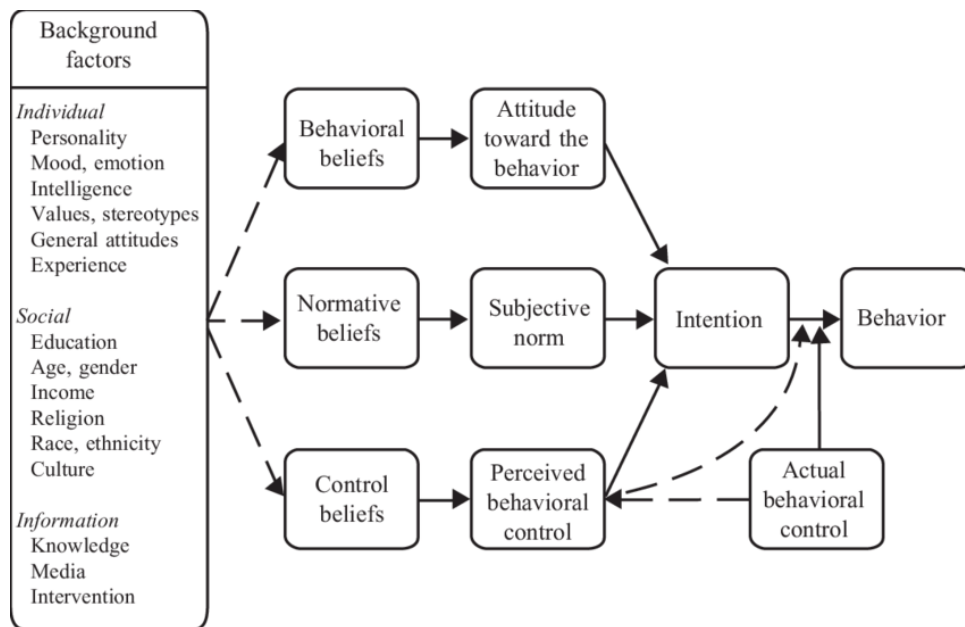 Background
factors
Individual
Personality
Mood, emotion
Intelligence
Values, stereotypes
General attitudes
Experience
Social
Education
Age, gender
Income
Religion
Race, ethnicity
Culture
Information
Knowledge
Media
Intervention
Behavioral
beliefs
Attitude
toward the
behavior
Normative
beliefs
Subjective
norm
Intention
Behavior
Control
beliefs
Perceived
behavioral
control
Actual
behavioral
control